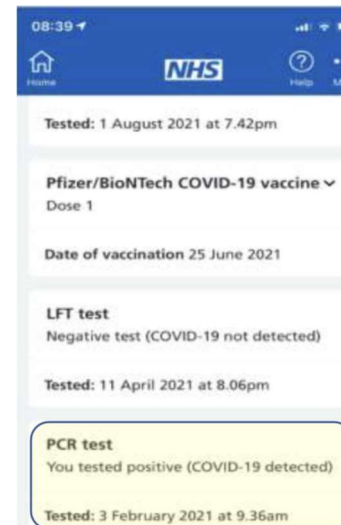 08:39
Home
NHS
Help
Tested: 1 August 2021 at 7.42pm
Pfizer/BioNTech COVID-19 vaccine
Dose 1
Date of vaccination 25 June 2021
LFT test
Negative test (COVID-19 not detected)
Tested: 11 April 2021 at 8.06pm
PCR test
You tested positive (COVID-19 detected)
Tested: 3 February 2021 at 9.36am